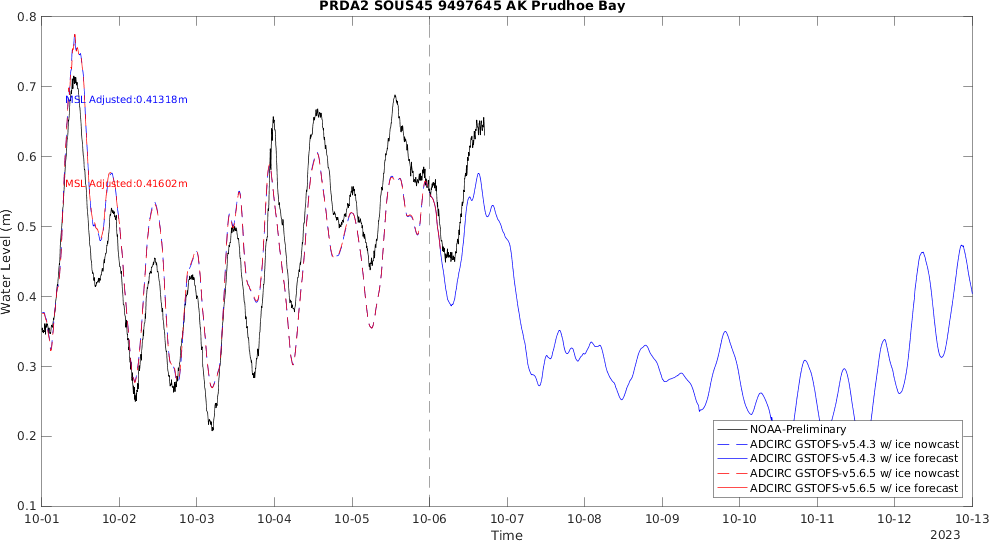 PRDA2 SOUS45 9497645 AK Prudhoe Bay
0.8
0.7
0.6
0.5
0.4
0.3
0.2
0.1
Water Level (m)
MSL Adjusted:0.41318m
MSL Adjusted:0.41602m
NOAA-Preliminary
ADCIRC GSTOFS-v5.4.3 w/ ice nowcast
ADCIRC GSTOFS-v5.4.3 w/ ice forecast
ADCIRC GSTOFS-v5.6.5 w/ ice nowcast
ADCIRC GSTOFS-v5.6.5 w/ ice forecast
10-01 10-02 10-03 10-04 10-05 10-06 10-07 10-08 10-09 10-10 10-11 10-12 10-13
Time
2023